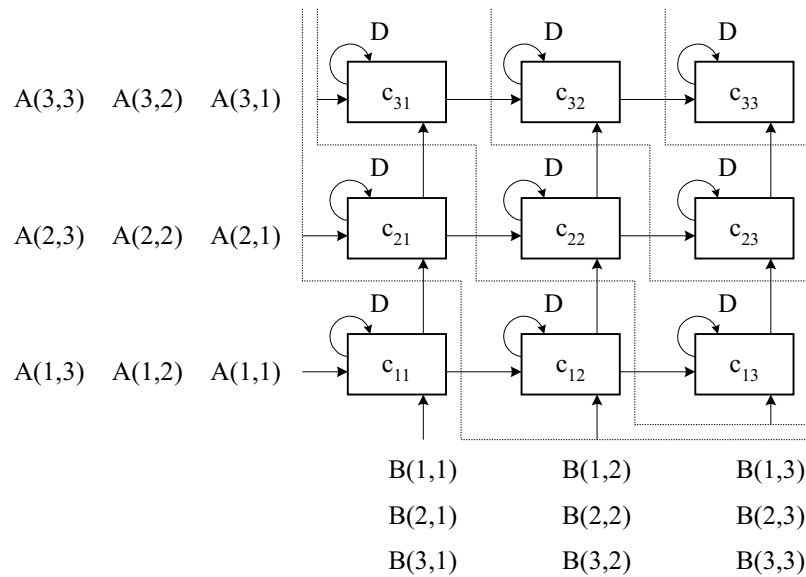 D D D
A(3,3) A(3,2) A(3,1) c31 c32 c33
D D D
A(2,3) A(2,2) A(2,1) c21 c22 c23
D D D
A(1,3) A(1,2) A(1,1) c11 c12 c13
B(1,1) B(1,2) B(1,3)
B(2,1) B(2,2) B(2,3)
B(3,1) B(3,2) B(3,3)